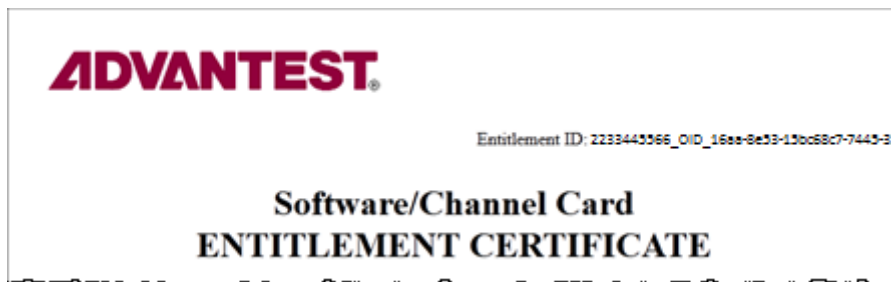 ADVANTEST®
Entitlement ID: 2233445566_OID_16aa-8e53-15bc68c7-7445-3
Software/Channel Card
ENTITLEMENT CERTIFICATE